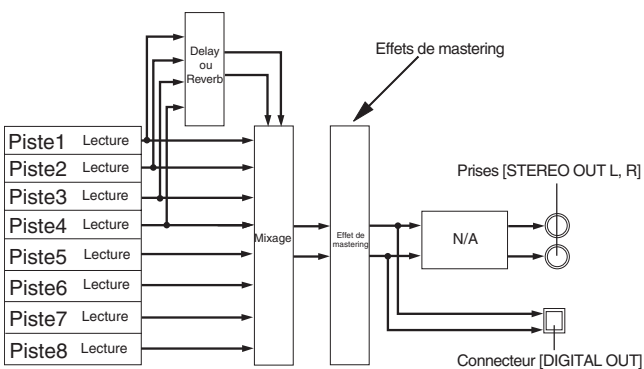 Delay
ou
Reverb
Effets de mastering
Piste1 Lecture
Piste2 Lecture
Piste3 Lecture
Piste4 Lecture
Piste5 Lecture
Piste6 Lecture
Piste7 Lecture
Piste8 Lecture
Mixage
Effet de
mastering
N/A
Prises [STEREO OUT L, R]
Connecteur [DIGITAL OUT]